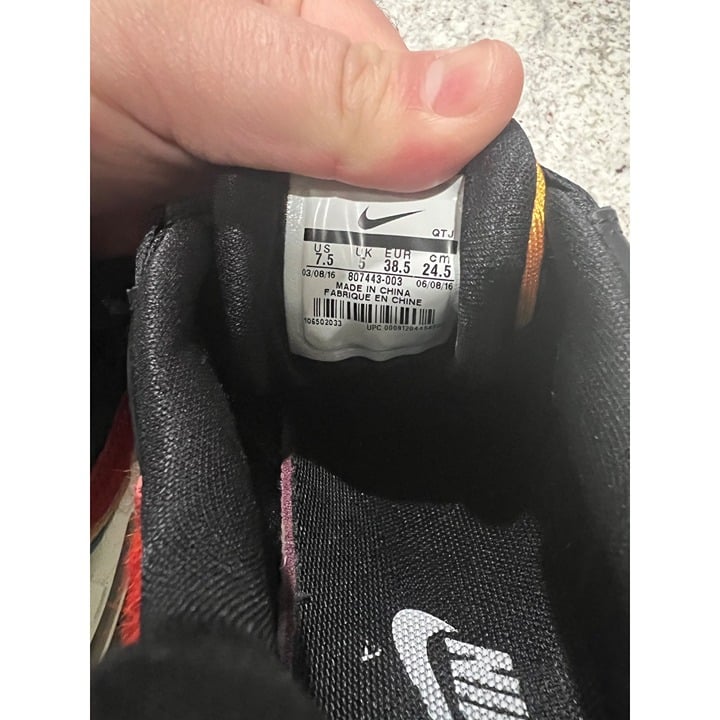 QTJ
US UK EUR cm
7.5 5 38.5 24.5
03/08/16 807443-003 06/08/16
MADE IN CHINA
FABRIQUE EN CHINE
106502033 UPC